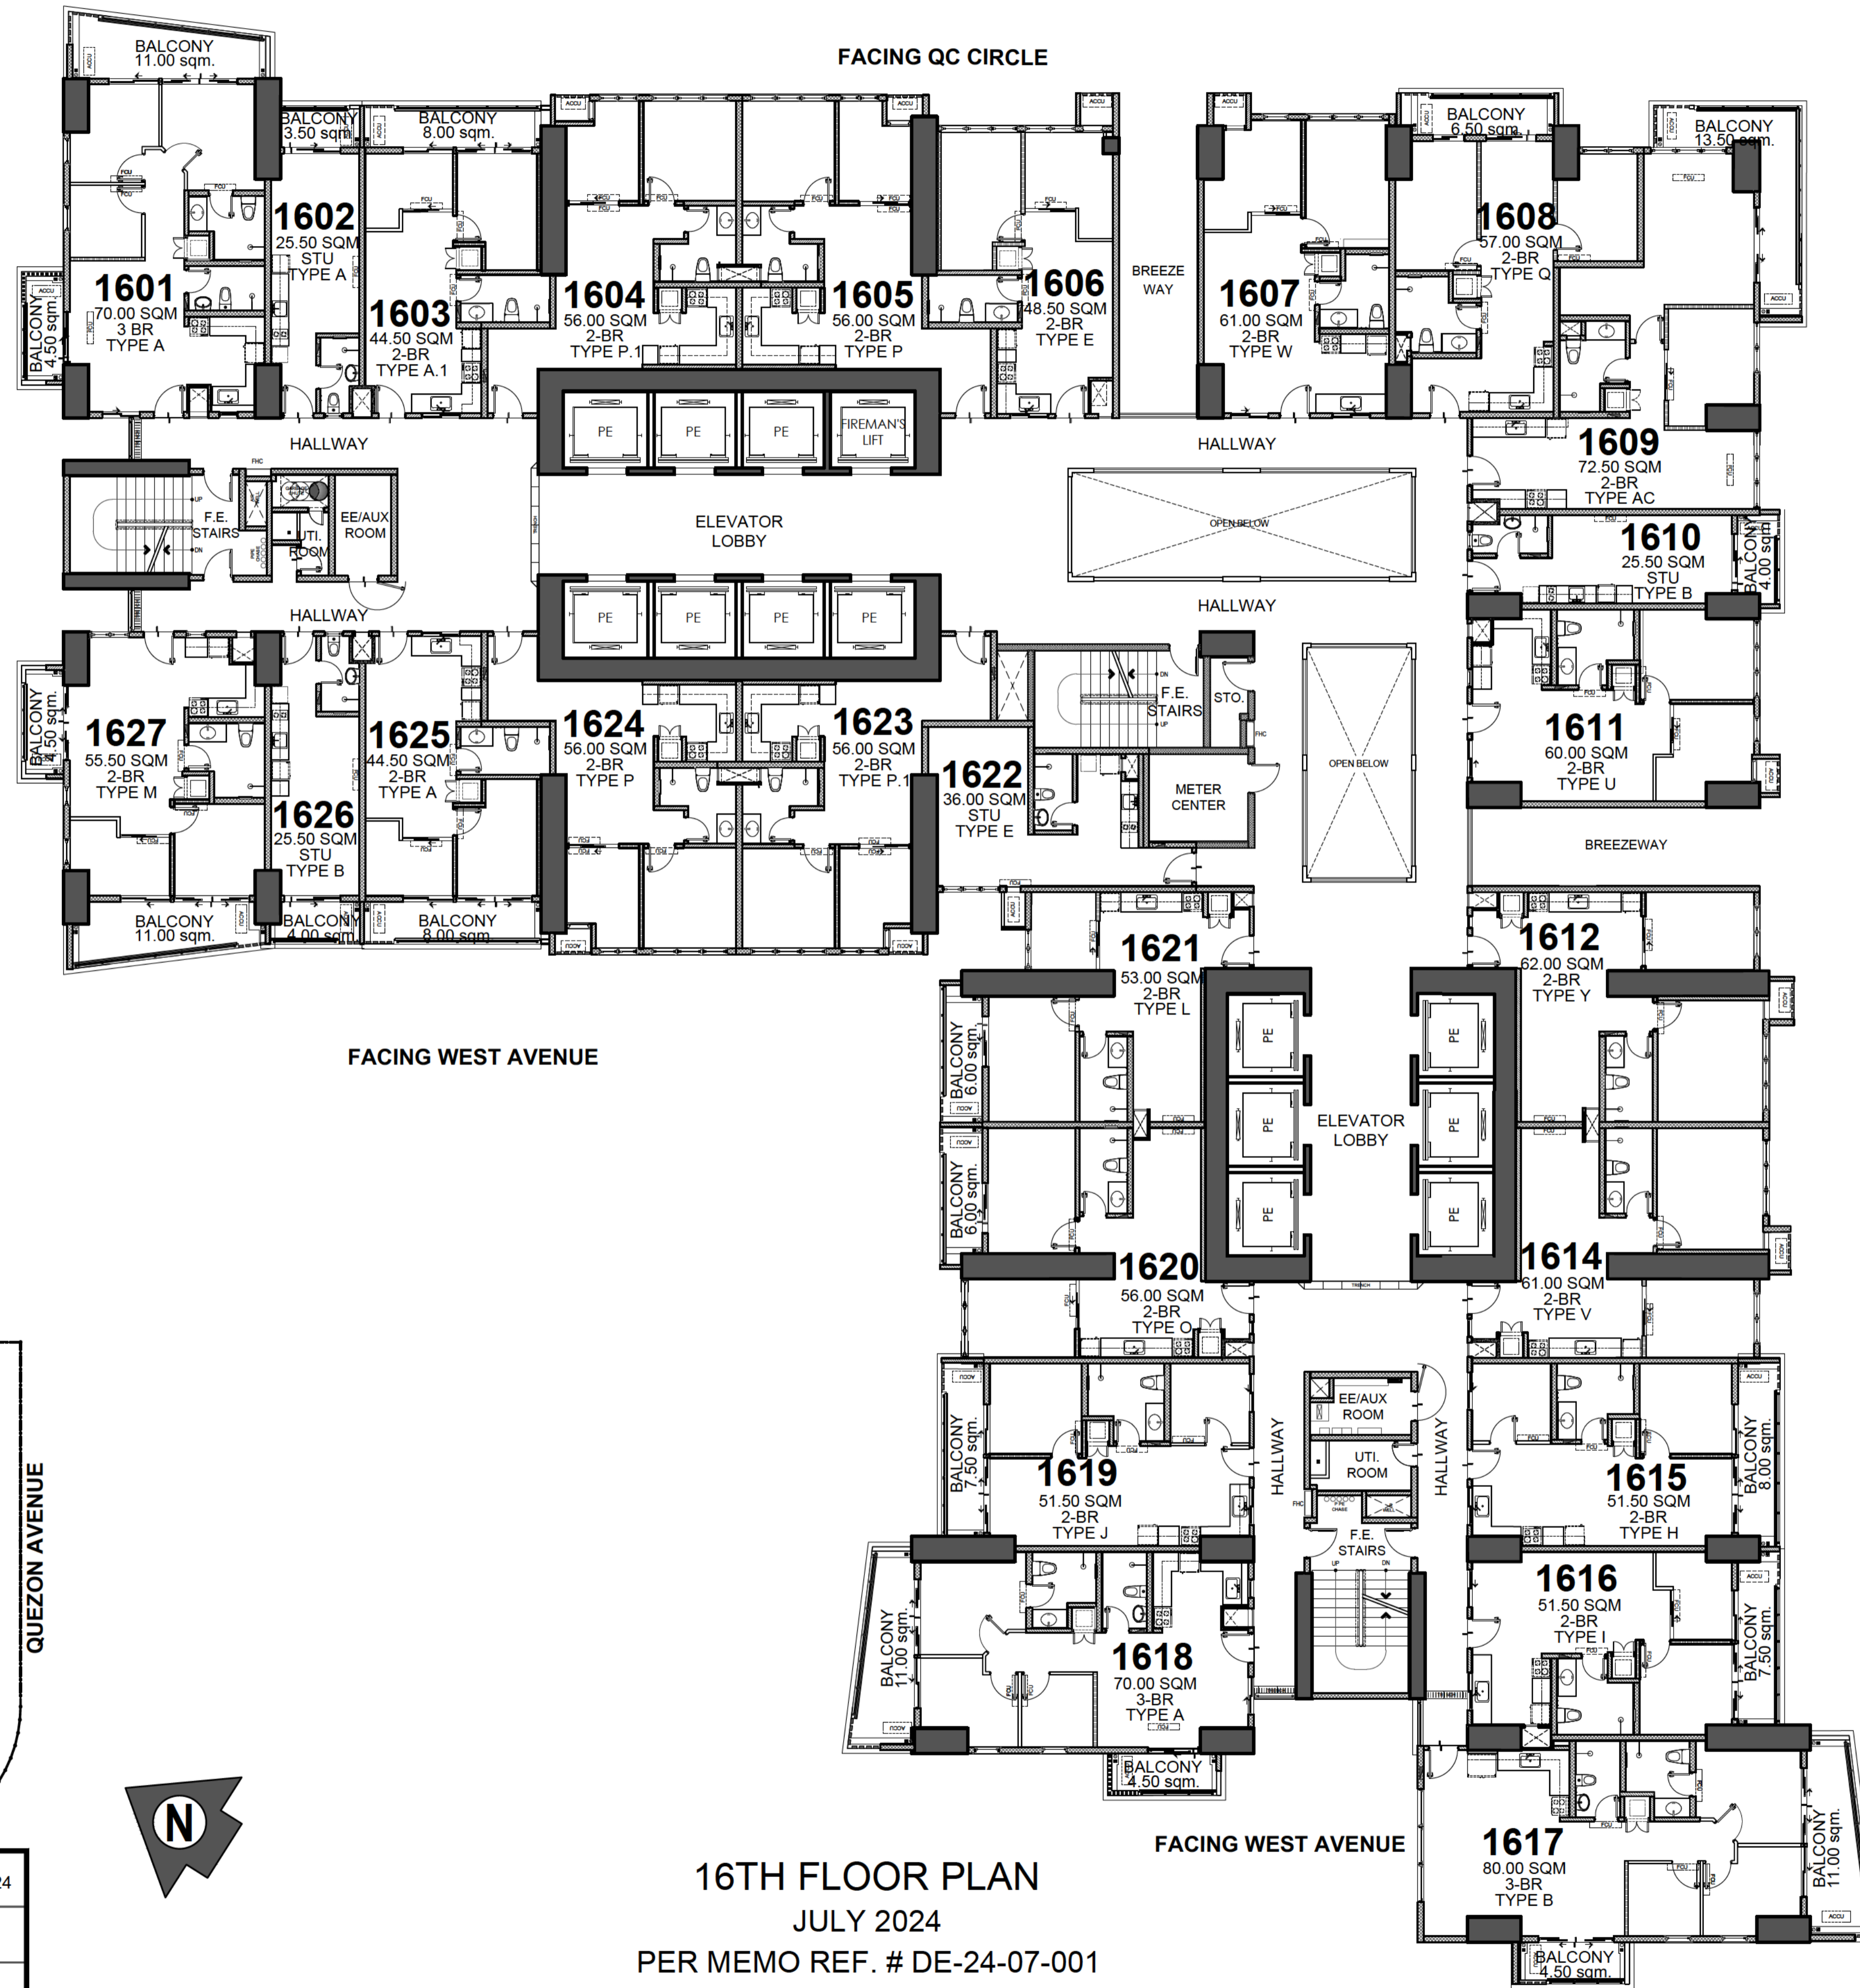 FACING QC CIRCLE
BALCONY
11.00 sqm.
BALCONY
3.50 sqm.
BALCONY
8.00 sqm.
BALCONY
6.50 sqm.
BALCONY
13.50 sqm.
1601
70.00 SQM
3 BR
TYPE A
BALCONY
4.50 sqm.
1602
25.50 SQM
STU
TYPE A
1603
44.50 SQM
2-BR
TYPE A.1
1604
56.00 SQM
2-BR
TYPE P.1
1605
56.00 SQM
2-BR
TYPE P
1606
48.50 SQM
2-BR
TYPE E
BREEZE
WAY
1607
61.00 SQM
2-BR
TYPE W
1608
57.00 SQM
2-BR
TYPE Q
1609
72.50 SQM
2-BR
TYPE AC
1610
25.50 SQM
STU
TYPE B
BALCONY
4.00 sqm.
1611
60.00 SQM
2-BR
TYPE U
BREEZEWAY
HALLWAY
PE
PE
PE
FIREMAN'S
LIFT
HALLWAY
FHC
UP
F.E.
STAIRS
DN
UTI.
ROOM
EE/AUX
ROOM
ELEVATOR
LOBBY
OPEN BELOW
HALLWAY
PE
PE
PE
PE
HALLWAY
DN
F.E.
STAIRS
UP
STO.
FHC
METER
CENTER
OPEN BELOW
1627
55.50 SQM
2-BR
TYPE M
BALCONY
4.50 sqm.
BALCONY
11.00 sqm.
1626
25.50 SQM
STU
TYPE B
BALCONY
4.00 sqm.
1625
44.50 SQM
2-BR
TYPE A
BALCONY
8.00 sqm.
1624
56.00 SQM
2-BR
TYPE P
1623
56.00 SQM
2-BR
TYPE P.1
1622
36.00 SQM
STU
TYPE E
1621
53.00 SQM
2-BR
TYPE L
BALCONY
6.00 sqm.
1612
62.00 SQM
2-BR
TYPE Y
FACING WEST AVENUE
PE
PE
PE
ELEVATOR
LOBBY
PE
PE
PE
TRENCH
BALCONY
6.00 sqm.
1620
56.00 SQM
2-BR
TYPE O
1614
61.00 SQM
2-BR
TYPE V
BALCONY
7.50 sqm.
1619
51.50 SQM
2-BR
TYPE J
HALLWAY
EE/AUX
ROOM
UTI.
ROOM
FHC
F.E.
STAIRS
UP
DN
HALLWAY
1615
51.50 SQM
2-BR
TYPE H
BALCONY
8.00 sqm.
1616
51.50 SQM
2-BR
TYPE I
BALCONY
7.50 sqm.
BALCONY
11.00 sqm.
1618
70.00 SQM
3-BR
TYPE A
BALCONY
4.50 sqm.
1617
80.00 SQM
3-BR
TYPE B
BALCONY
11.00 sqm.
BALCONY
4.50 sqm.
FACING WEST AVENUE
QUEZON AVENUE
N
24
16TH FLOOR PLAN
JULY 2024
PER MEMO REF. # DE-24-07-001